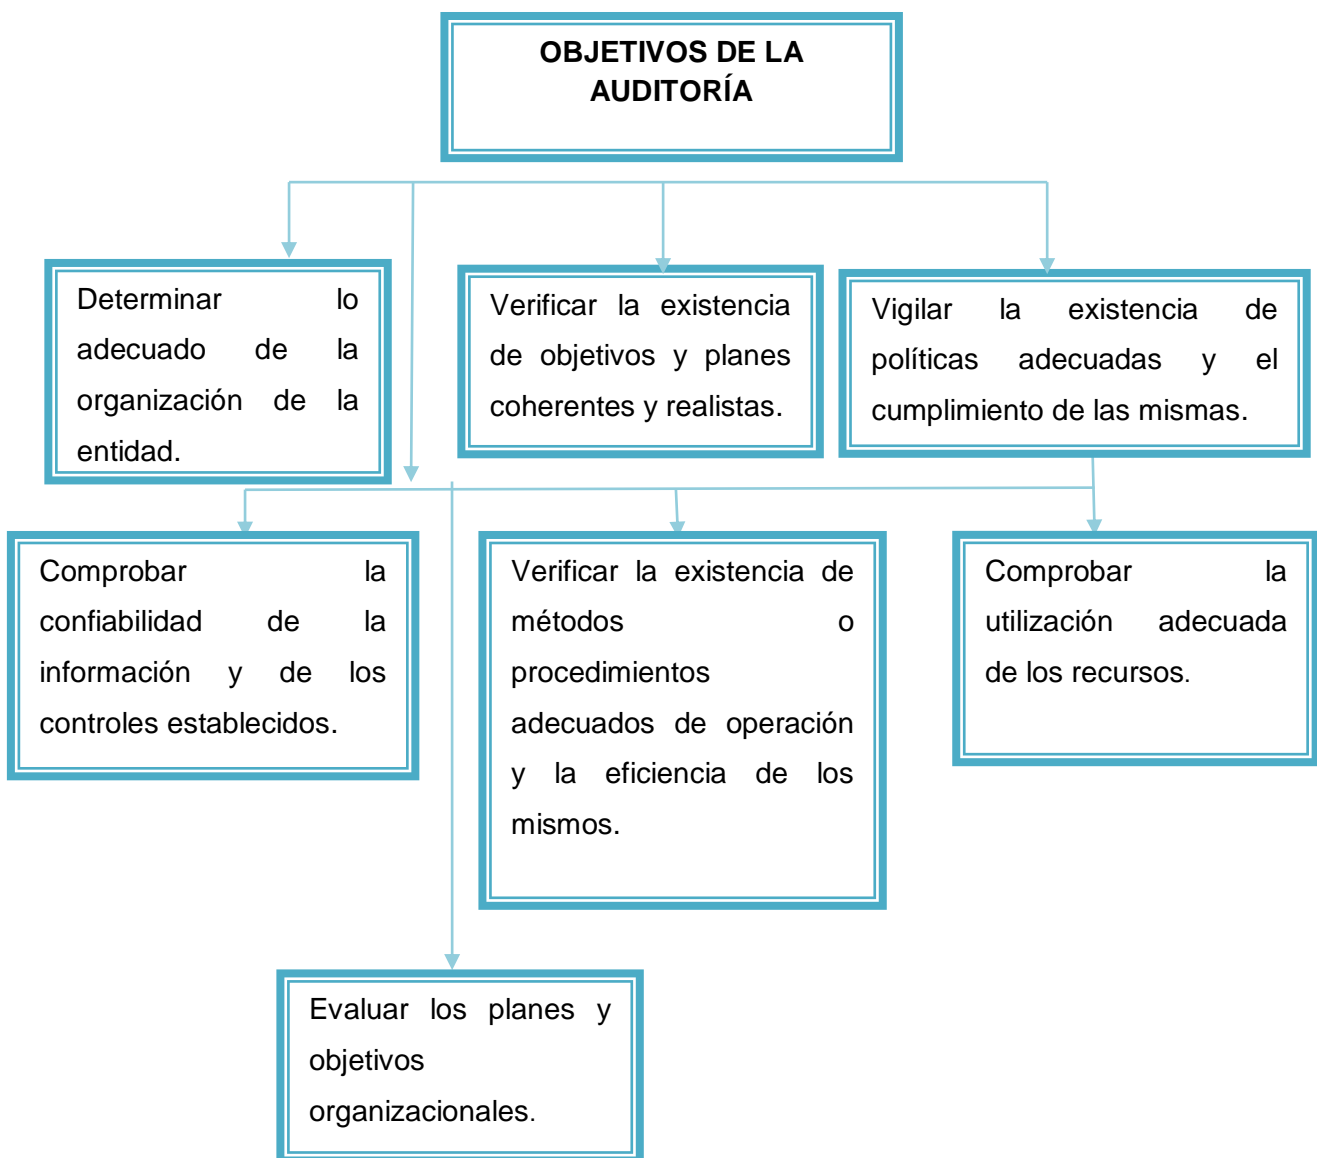 OBJETIVOS DE LA
AUDITORÍA
Determinar lo
adecuado de la
organización de la
entidad.
Verificar la existencia
de objetivos y planes
coherentes y realistas.
Vigilar la existencia de
políticas adecuadas y el
cumplimiento de las mismas.
Comprobar la
confiabilidad de la
información y de los
controles establecidos.
Verificar la existencia de
métodos o
procedimientos
adecuados de operación
y la eficiencia de los
mismos.
Comprobar la
utilización adecuada
de los recursos.
Evaluar los planes y
objetivos
organizacionales.